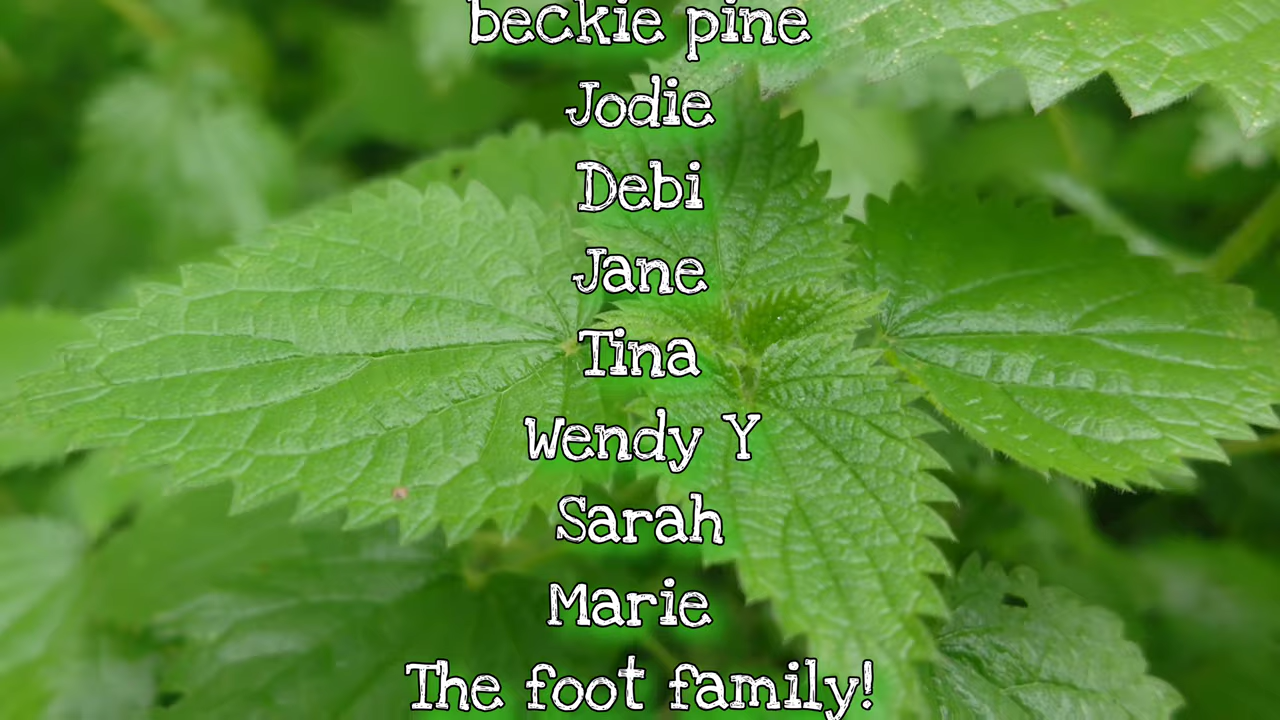 beckie pine
Jodie
Debi
Jane
Tina
Wendy Y
Sarah
Marie
The foot family!